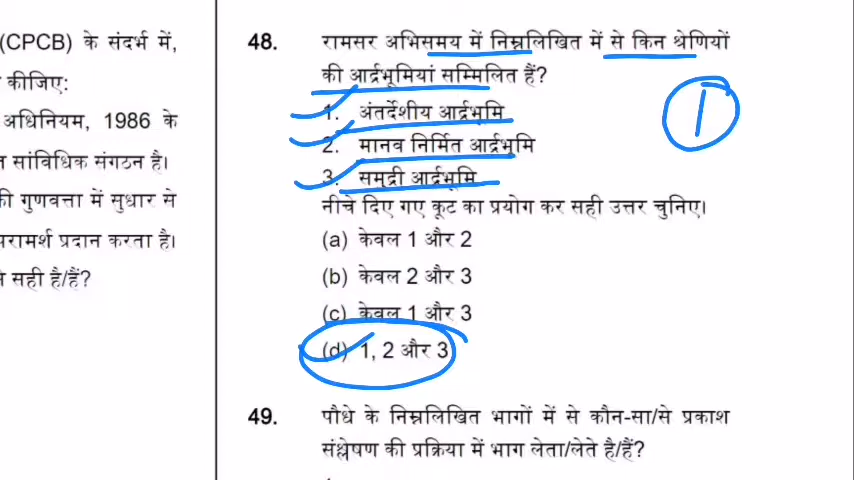 (CPCB) के संदर्भ में,
कीजिए:
अधिनियम, 1986 के
सांविधिक संगठन है।
की गुणवत्ता में सुधार से
परामर्श प्रदान करता है।
सही है/हैं?
48. रामसर अभिसमय में निम्नलिखित में से किन श्रेणियों
की आर्द्रभूमियां सम्मिलित हैं?
1. अंतर्देशीय आर्द्रभूमि
2. मानव निर्मित आर्द्रभूमि
3. समुद्री आर्द्रभूमि
नीचे दिए गए कूट का प्रयोग कर सही उत्तर चुनिए।
(a) केवल 1 और 2
(b) केवल 2 और 3
(c) केवल 1 और 3
(d) 1, 2 और 3
1
49. पौधे के निम्नलिखित भागों में से कौन-सा/से प्रकाश
संश्लेषण की प्रक्रिया में भाग लेता/लेते है/हैं?